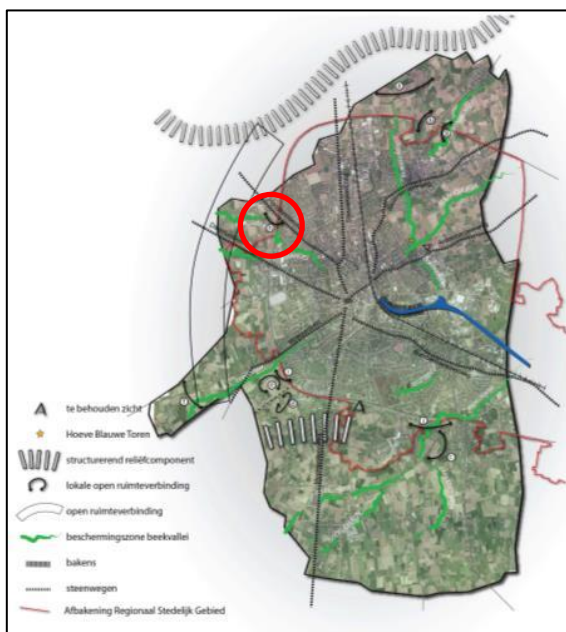 te behouden zicht
Hoeve Blauwe Toren
structurerend reliëfcomponent
lokale open ruimteverbinding
open ruimteverbinding
beschermingszone beekvallei
bakens
steenwegen
Afbakening Regionaal Stedelijk Gebied